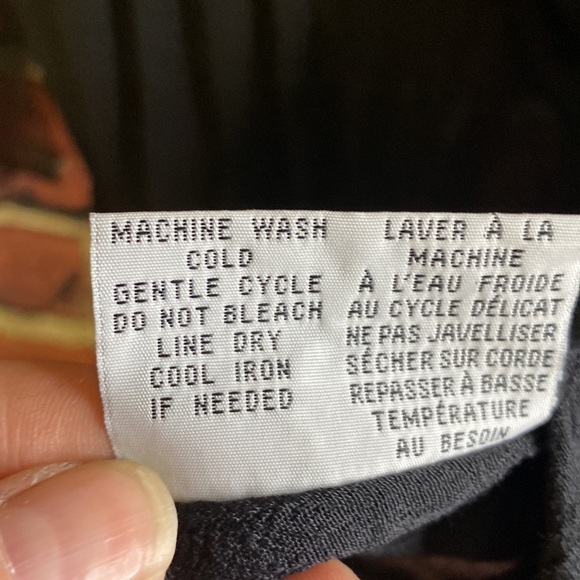 MACHINE WASH
COLD
GENTLE CYCLE
DO NOT BLEACH
LINE DRY
COOL IRON
IF NEEDED
LAVER À LA
MACHINE
À L'EAU FROIDE
AU CYCLE DÉLICAT
NE PAS JAVELLISER
SÉCHER SUR CORDE
REPASSER À BASSE
TEMPÉRATURE
AU BESOIN